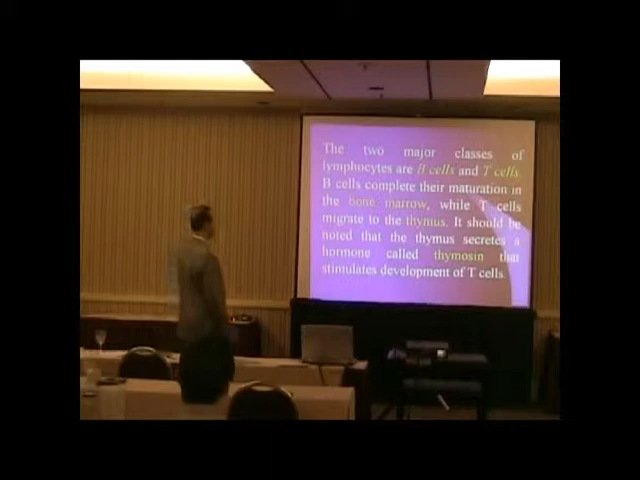 The two major classes of
lymphocytes are B cells and T cells.
B cells complete their maturation in
the bone marrow, while T cells
migrate to the thymus. It should be
noted that the thymus secretes a
hormone called thymosin that
stimulates development of T cells.